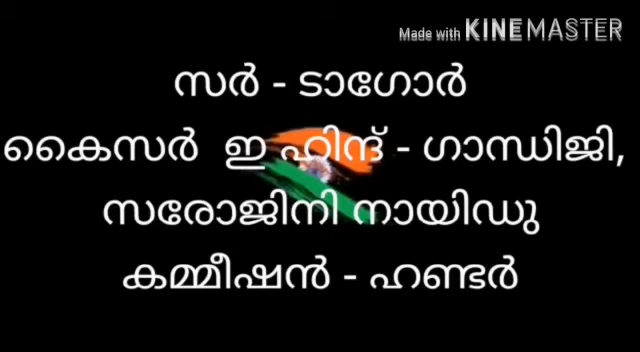 Made with KINEMASTER
സർ - ടാഗോർ
കൈസർ ഇ ഹിന്ദ് - ഗാന്ധിജി,
സരോജിനി നായിഡു
കമ്മീഷൻ - ഹണ്ടർ